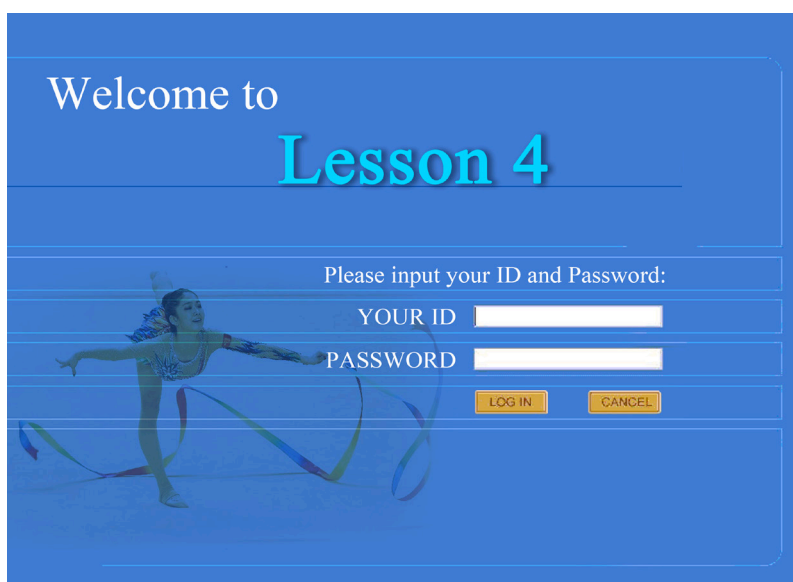 Welcome to
Lesson 4
Please input your ID and Password:
YOUR ID
PASSWORD
LOG IN CANCEL